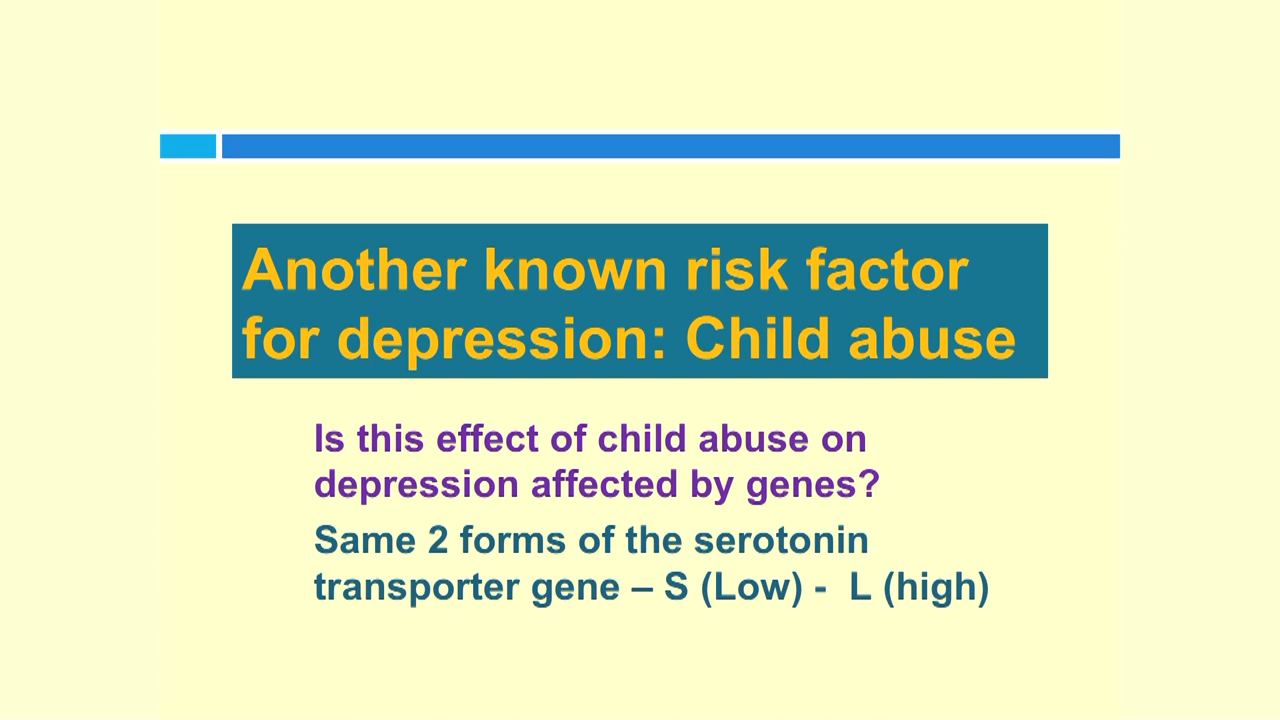 Another known risk factor
for depression: Child abuse
Is this effect of child abuse on
depression affected by genes?
Same 2 forms of the serotonin
transporter gene – S (Low) -  L (high)